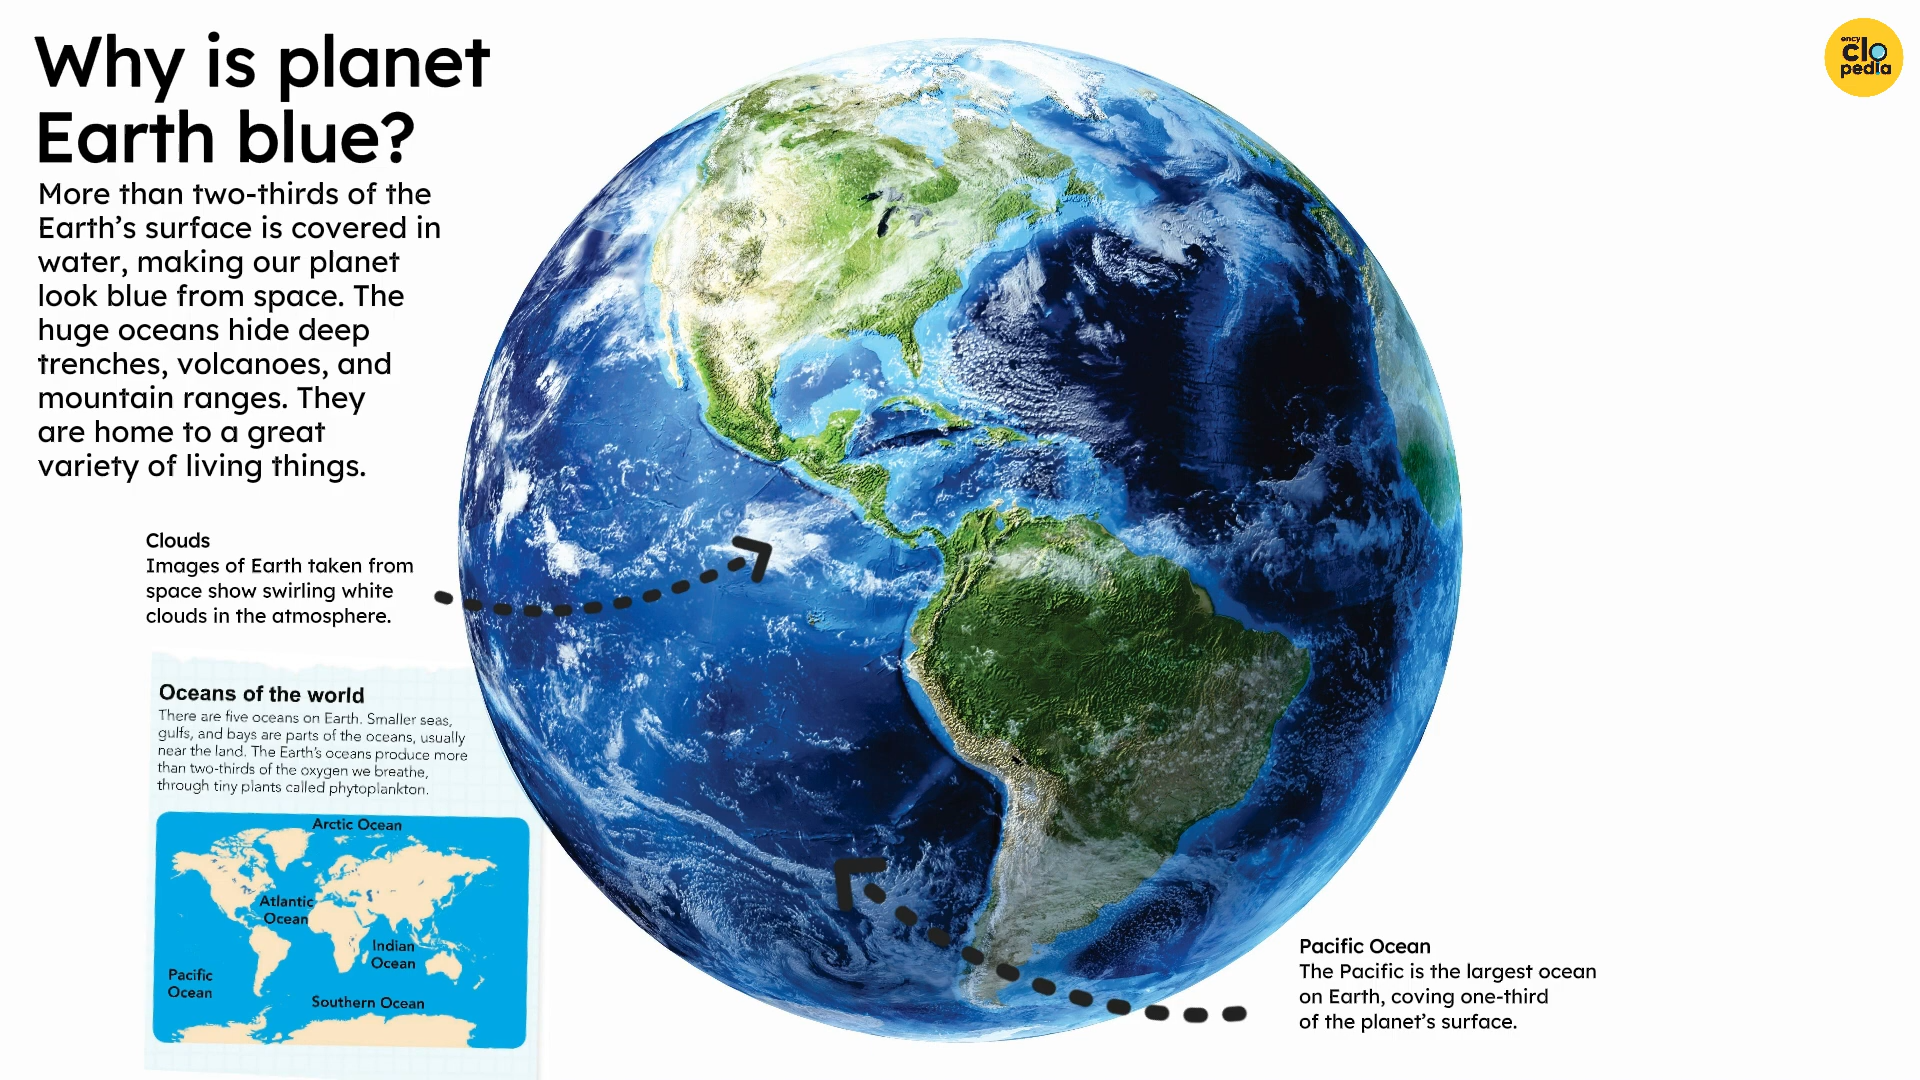 Why is planet
Earth blue?
More than two-thirds of the
Earth’s surface is covered in
water, making our planet
look blue from space. The
huge oceans hide deep
trenches, volcanoes, and
mountain ranges. They
are home to a great
variety of living things.
Clouds
Images of Earth taken from
space show swirling white
clouds in the atmosphere.
Oceans of the world
There are five oceans on Earth. Smaller seas,
gulfs, and bays are parts of the oceans, usually
near the land. The Earth's oceans produce more
than two-thirds of the oxygen we breathe,
through tiny plants called phytoplankton.
Arctic Ocean
Atlantic
Ocean
Indian
Ocean
Pacific
Ocean
Southern Ocean
Pacific Ocean
The Pacific is the largest ocean
on Earth, coving one-third
of the planet’s surface.
ency
clo
pedia